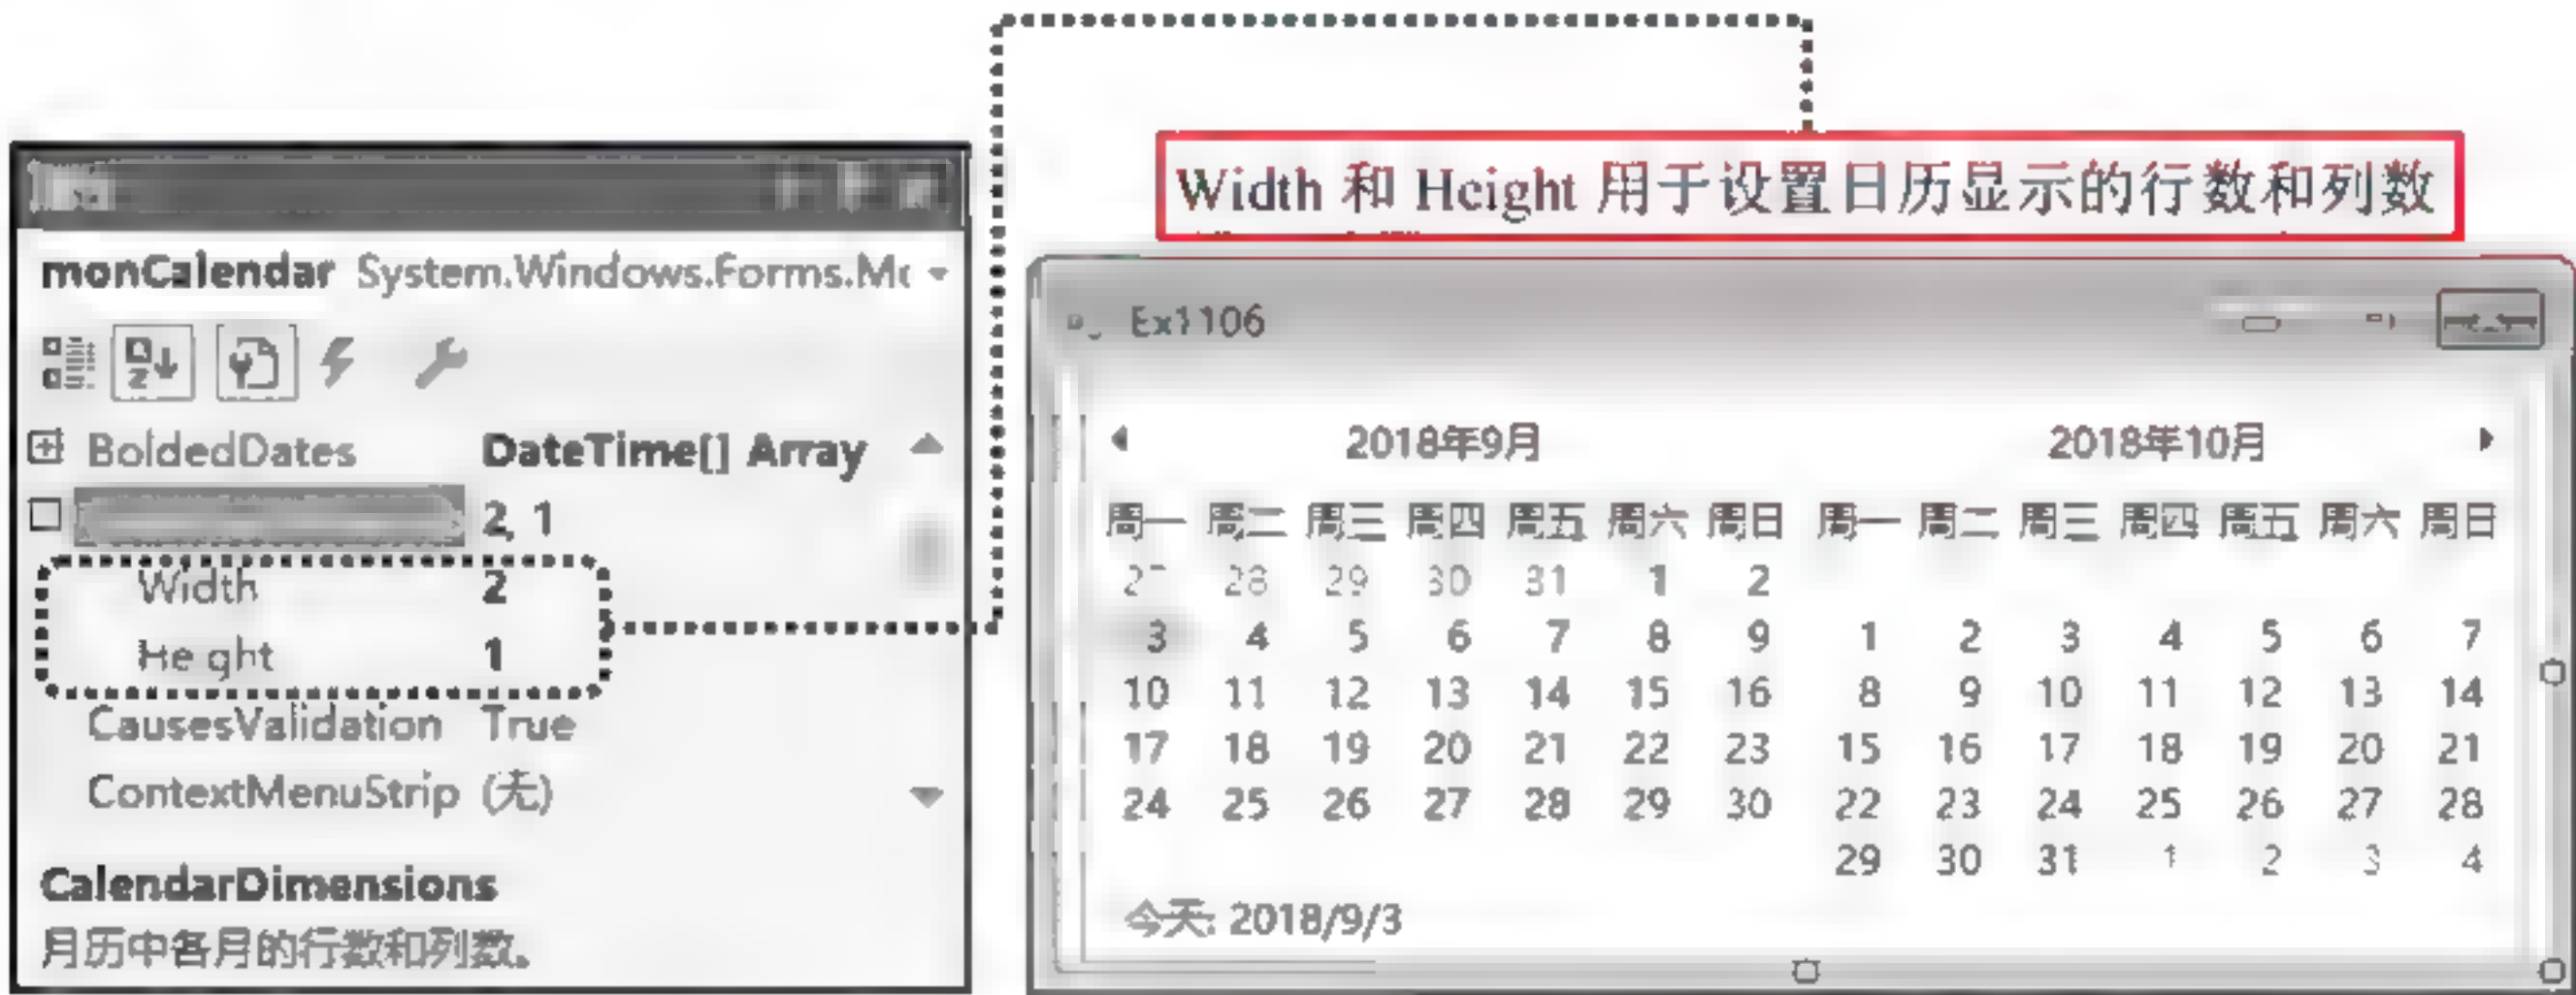 Width 和 Height 用于设置日历显示的行数和列数
monCalendar System.Windows.Forms.Mc
BoldedDates DateTime[] Array
2, 1
Width 2
Height 1
CausesValidation True
ContextMenuStrip (无)
CalendarDimensions
月历中各月的行数和列数。
Ex1106
2018年9月 2018年10月
周一 周二 周三 周四 周五 周六 周日 周一 周二 周三 周四 周五 周六 周日
27 28 29 30 31 1 2
3 4 5 6 7 8 9 1 2 3 4 5 6 7
10 11 12 13 14 15 16 8 9 10 11 12 13 14
17 18 19 20 21 22 23 15 16 17 18 19 20 21
24 25 26 27 28 29 30 22 23 24 25 26 27 28
29 30 31 1 2 3 4
今天: 2018/9/3